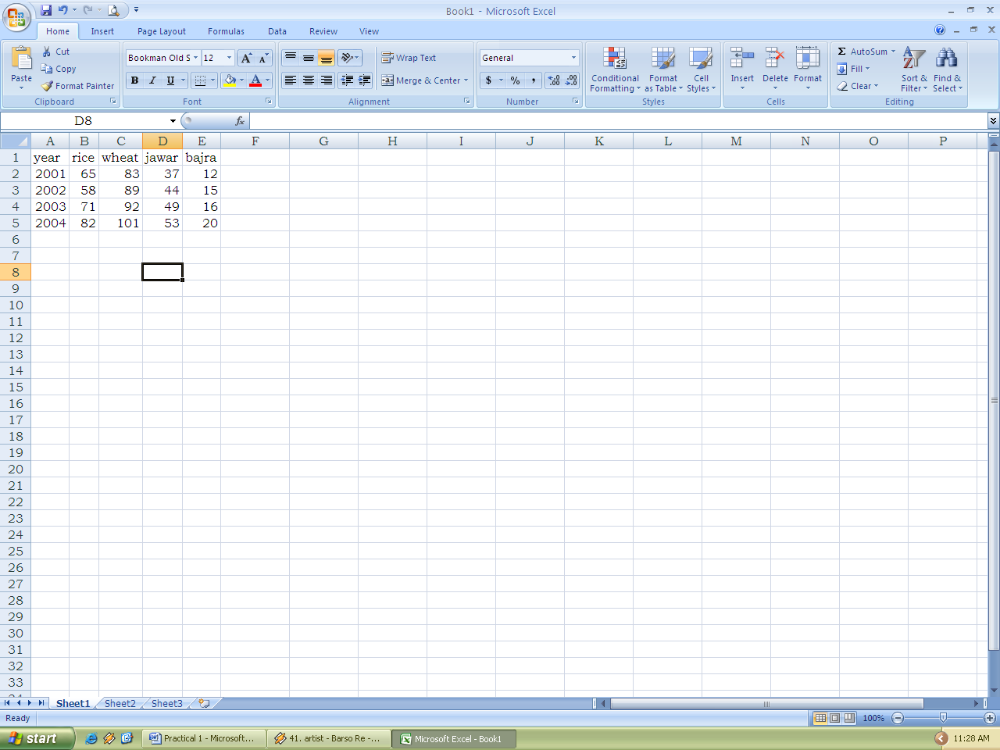 Book1 - Microsoft Excel
Home Insert Page Layout Formulas Data Review View
Paste Cut Copy Format Painter
Clipboard
Bookman Old S 12 A A
B I U A
Font
Wrap Text
Merge & Center
Alignment
General
$ % , .00 .00
Number
Conditional Formatting Format as Table Cell Styles
Styles
Insert Delete Format
Cells
Σ AutoSum
Fill
Clear
Sort & Filter Find & Select
Editing
D8 fx
A B C D E F G H I J K L M N O P
1 year rice wheat jawar bajra
2 2001 65 83 37 12
3 2002 58 89 44 15
4 2003 71 92 49 16
5 2004 82 101 53 20
6
7
8
9
10
11
12
13
14
15
16
17
18
19
20
21
22
23
24
25
26
27
28
29
30
31
32
33
Sheet1 Sheet2 Sheet3
Ready 100%
start Practical 1 - Microsoft... 41. artist - Barso Re -... Microsoft Excel - Book1 11:28 AM